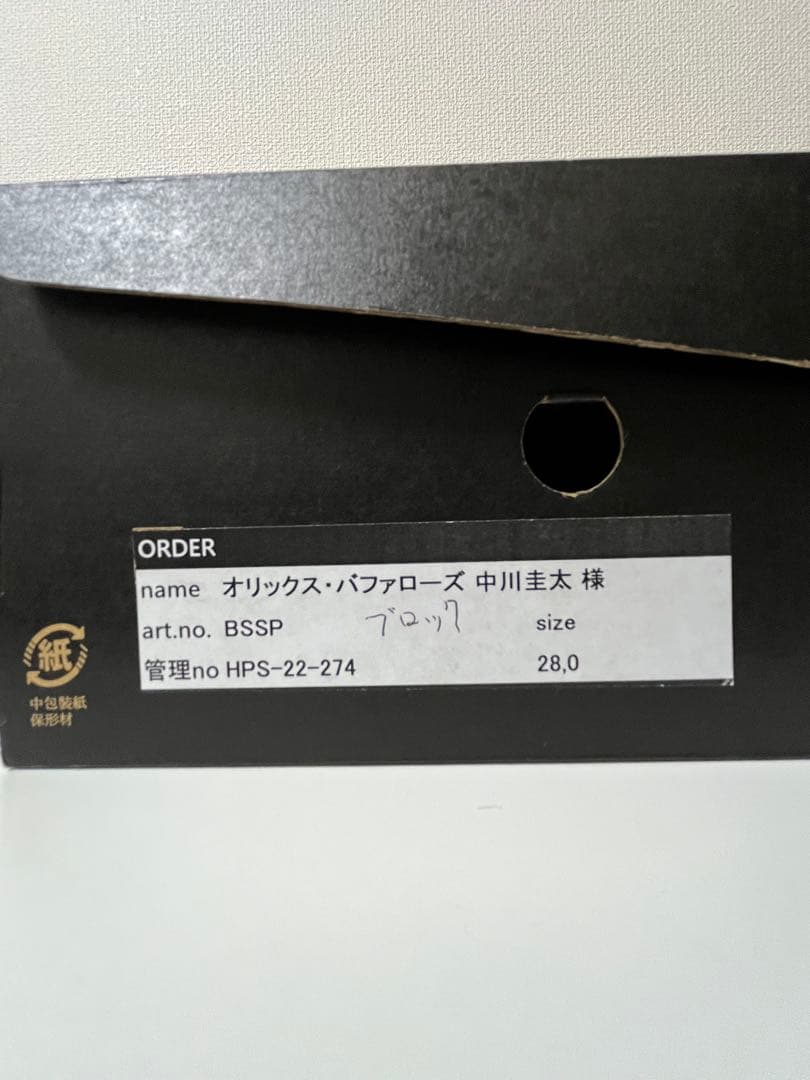 ORDER
name オリックス・バファローズ 中川圭太 様
art.no. BSSP ブロック size
管理no HPS-22-274 28,0
紙
中包装紙
保形材